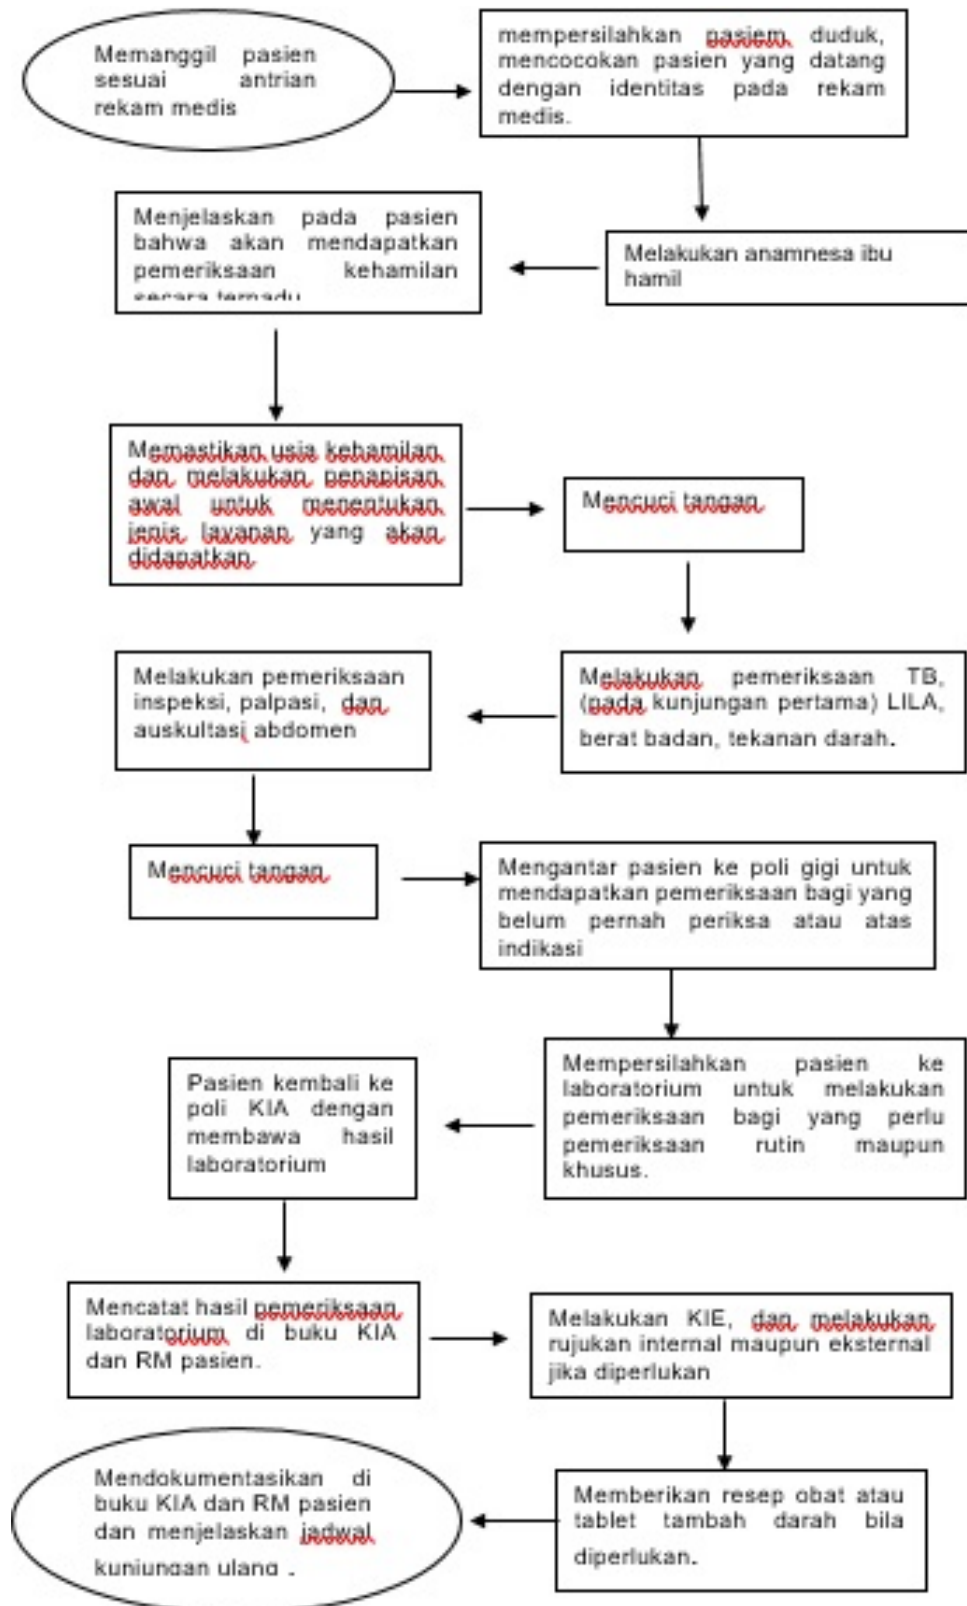 Memanggil pasien
sesuai antrian
rekam medis
mempersilahkan pasiem duduk,
mencocokan pasien yang datang
dengan identitas pada rekam
medis.
Melakukan anamnesa ibu
hamil
Menjelaskan pada pasien
bahwa akan mendapatkan
pemeriksaan kehamilan
secara terpadu
Memastikan usia kehamilan
dan melakukan penapisan
awal untuk menentukan
jenis layanan yang akan
didapatkan
Mencuci tangan
Melakukan pemeriksaan TB,
(pada kunjungan pertama) LILA,
berat badan, tekanan darah.
Melakukan pemeriksaan
inspeksi, palpasi, dan
auskultasi abdomen
Mencuci tangan
Mengantar pasien ke poli gigi untuk
mendapatkan pemeriksaan bagi yang
belum pernah periksa atau atas
indikasi
Mempersilahkan pasien ke
laboratorium untuk melakukan
pemeriksaan bagi yang perlu
pemeriksaan rutin maupun
khusus.
Pasien kembali ke
poli KIA dengan
membawa hasil
laboratorium
Mencatat hasil pemeriksaan
laboratorium di buku KIA
dan RM pasien.
Melakukan KIE, dan melakukan
rujukan internal maupun eksternal
jika diperlukan
Memberikan resep obat atau
tablet tambah darah bila
diperlukan.
Mendokumentasikan di
buku KIA dan RM pasien
dan menjelaskan jadwal
kunjungan ulang .